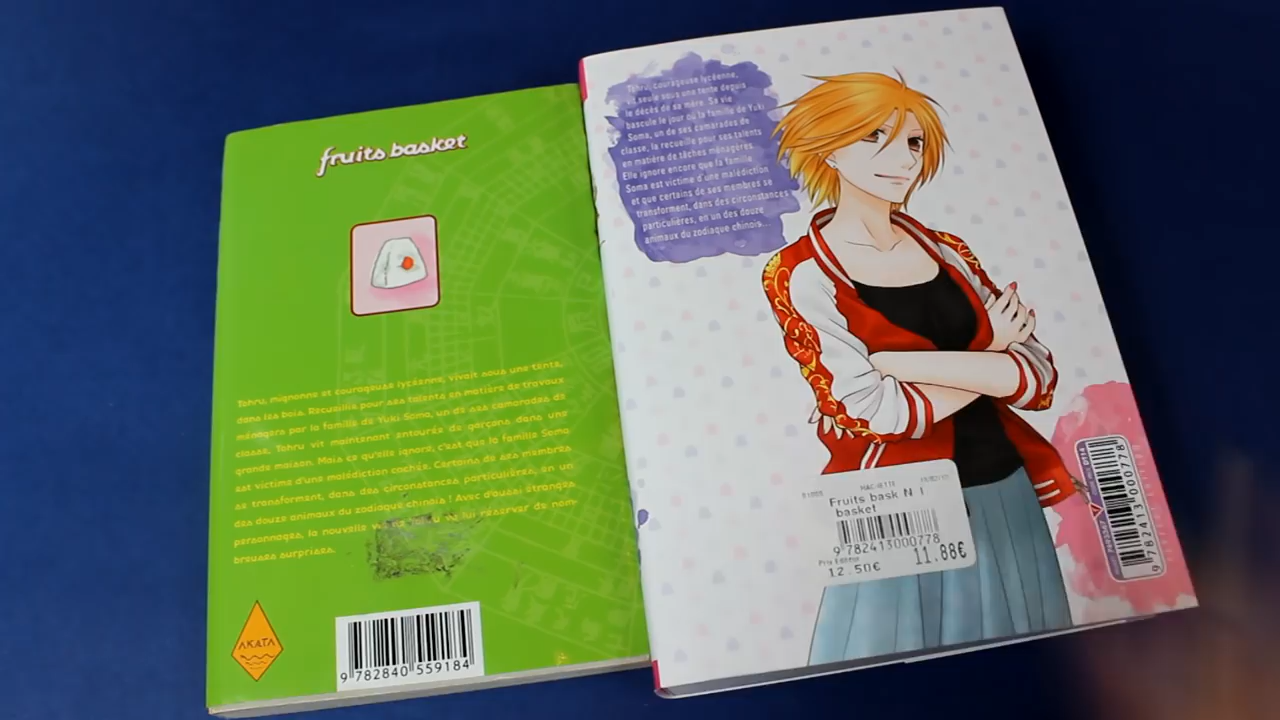 fruits basket
Tohru, mignonne et courageuse lycéenne, vivait sous une tente,
dans les bois. Recueillie pour ses talents en matière de travaux
ménagers par la famille de Yuki Soma, un de ses camarades de
classe, Tohru vit maintenant entourée de garçons dans une
grande maison. Mais ce qu'elle ignore, c'est que la famille Soma
est victime d'une malédiction cachée. Certains de ses membres
se transforment, dans des circonstances particulières, en un
des douze animaux du zodiaque chinois ! Avec d'aussi étranges
personnages, la nouvelle va lui réserver de nom-
breuses surprises.
AKATA
9 782840 559184
Tohru, courageuse lycéenne,
vit seule sous une tente depuis
le décès de sa mère. Sa vie
bascule le jour où la famille de Yuki
Soma, un de ses camarades de
classe, la recueille pour ses talents
en matière de tâches ménagères.
Elle ignore encore que la famille
Soma est victime d'une malédiction
et que certains de ses membres se
transforment, dans des circonstances
particulières, en un des douze
animaux du zodiaque chinois...
HACHETTE
Fruits bask N 1
basket
9 782413 000778
Prix Editeur
12.50€
11.88€
9 782413 000778